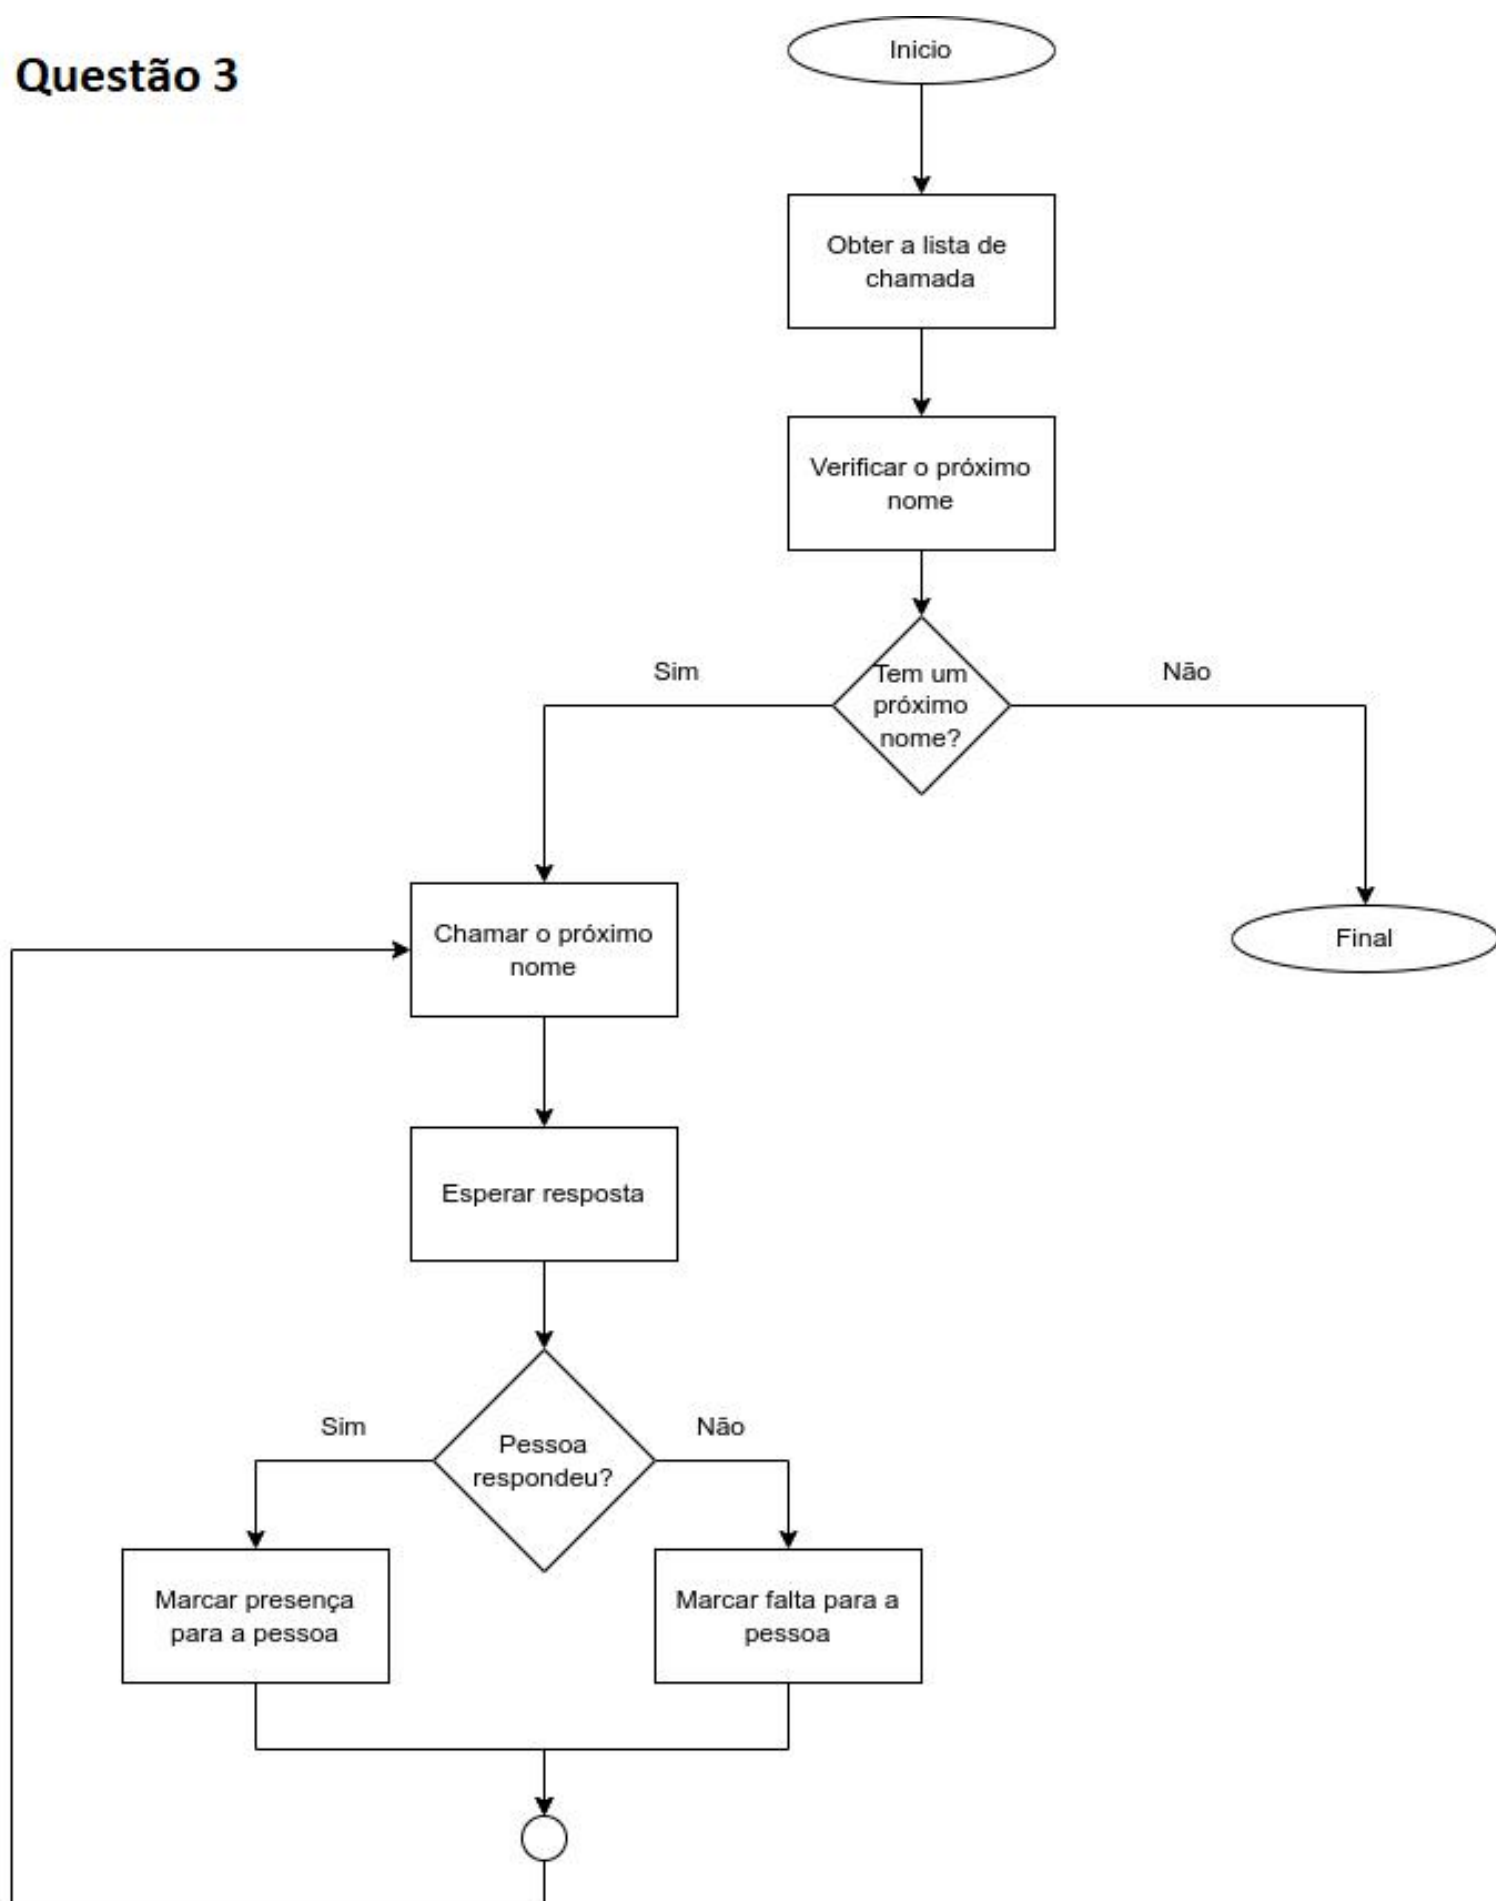 Questão 3
Inicio
Obter a lista de
chamada
Verificar o próximo
nome
Tem um
próximo
nome?
Sim
Não
Chamar o próximo
nome
Final
Esperar resposta
Pessoa
respondeu?
Sim
Não
Marcar presença
para a pessoa
Marcar falta para a
pessoa